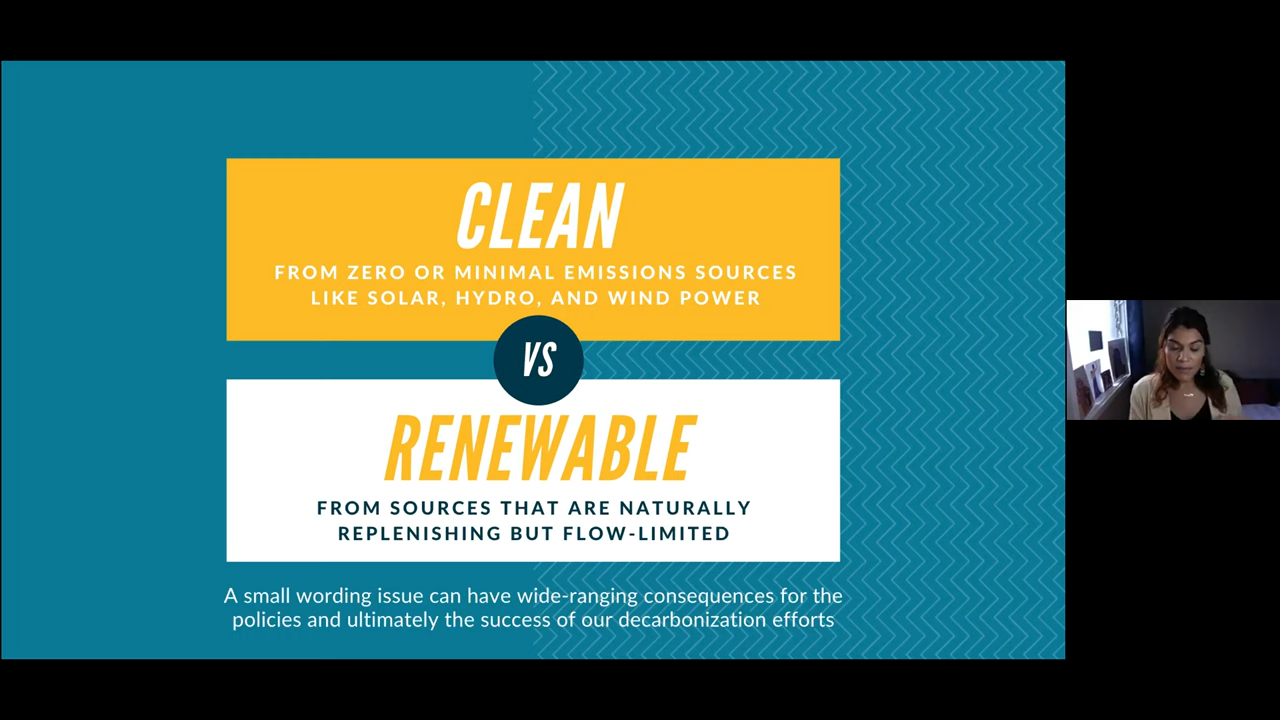 CLEAN
FROM ZERO OR MINIMAL EMISSIONS SOURCES
LIKE SOLAR, HYDRO, AND WIND POWER
VS
RENEWABLE
FROM SOURCES THAT ARE NATURALLY
REPLENISHING BUT FLOW-LIMITED
A small wording issue can have wide-ranging consequences for the
policies and ultimately the success of our decarbonization efforts